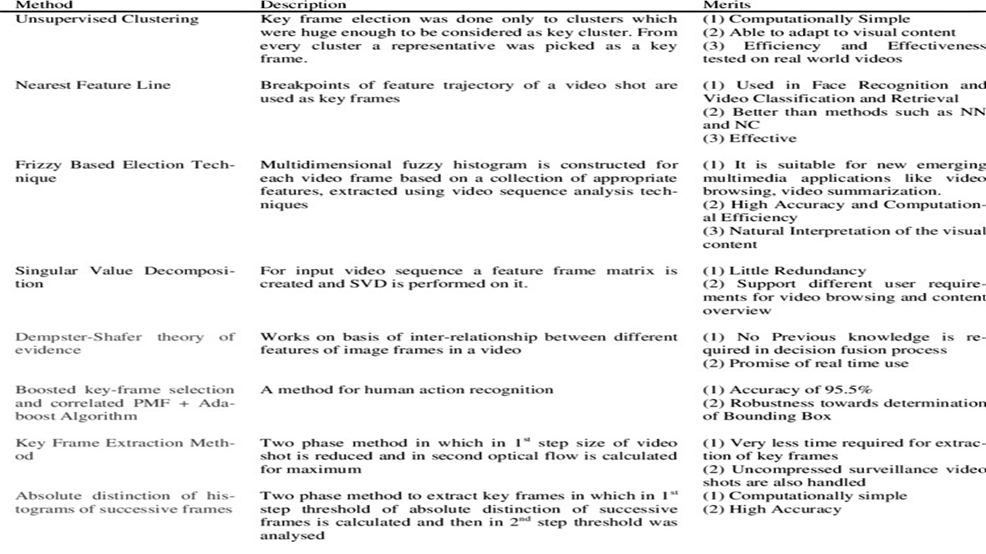 Method Description Merits
Unsupervised Clustering Key frame election was done only to clusters which (1) Computationally Simple
were huge enough to be considered as key cluster. From (2) Able to adapt to visual content
every cluster a representative was picked as a key (3) Efficiency and Effectiveness
frame. tested on real world videos
Nearest Feature Line Breakpoints of feature trajectory of a video shot are (1) Used in Face Recognition and
used as key frames Video Classification and Retrieval
(2) Better than methods such as NN
and NC
(3) Effective
Frizzy Based Election Tech- Multidimensional fuzzy histogram is constructed for (1) It is suitable for new emerging
nique each video frame based on a collection of appropriate multimedia applications like video
features, extracted using video sequence analysis tech- browsing, video summarization.
niques (2) High Accuracy and Computation-
al Efficiency
(3) Natural Interpretation of the visual
content
Singular Value Decomposi- For input video sequence a feature frame matrix is (1) Little Redundancy
tion created and SVD is performed on it. (2) Support different user require-
ments for video browsing and content
overview
Dempster-Shafer theory of Works on basis of inter-relationship between different (1) No Previous knowledge is re-
evidence features of image frames in a video quired in decision fusion process
(2) Promise of real time use
Boosted key-frame selection A method for human action recognition (1) Accuracy of 95.5%
and correlated PMF + Ada- (2) Robustness towards determination
boost Algorithm of Bounding Box
Key Frame Extraction Meth- Two phase method in which in 1st step size of video (1) Very less time required for extrac-
od shot is reduced and in second optical flow is calculated tion of key frames
for maximum (2) Uncompressed surveillance video
shots are also handled
Absolute distinction of his- Two phase method to extract key frames in which in 1st (1) Computationally simple
tograms of successive frames step threshold of absolute distinction of successive (2) High Accuracy
frames is calculated and then in 2nd step threshold was
analysed